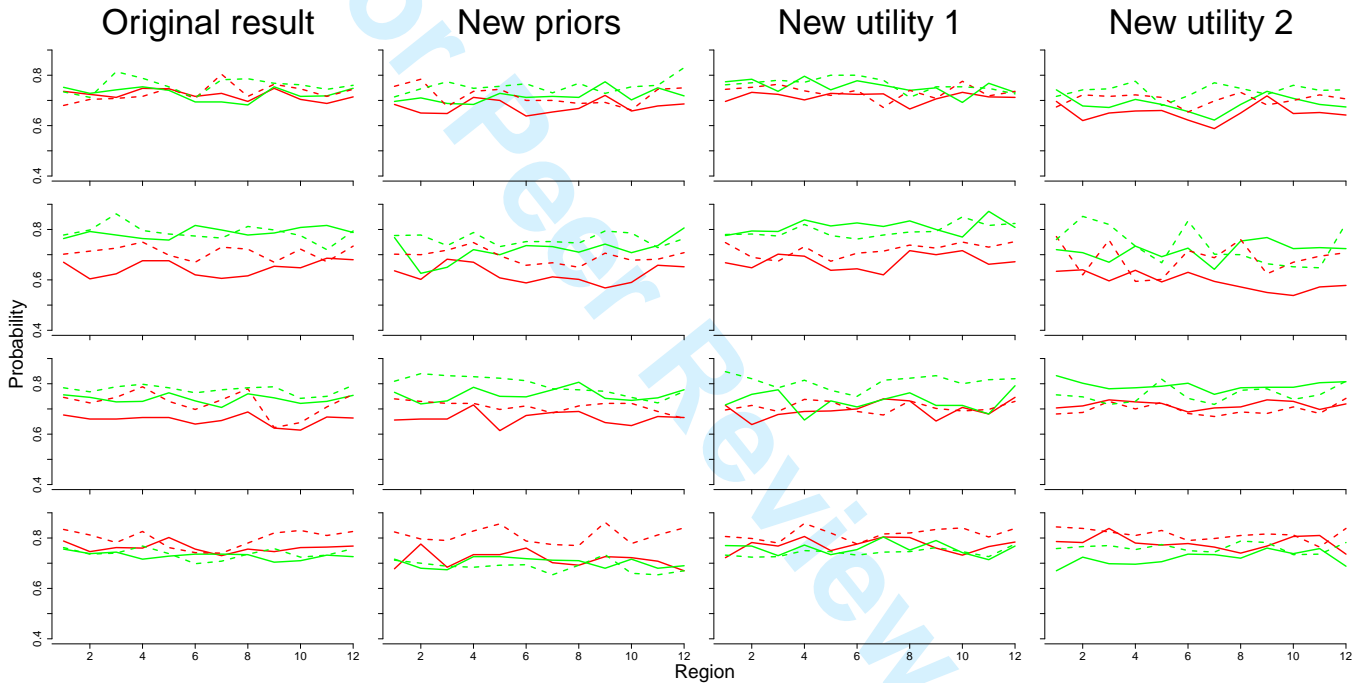 Original result New priors New utility 1 New utility 2
0.4 0.6 0.8
0.4 0.6 0.8
0.4 0.6 0.8
0.4 0.6 0.8
Probability
2 4 6 8 10 12 2 4 6 8 10 12 2 4 6 8 10 12 2 4 6 8 10 12
Region
or Peer Review